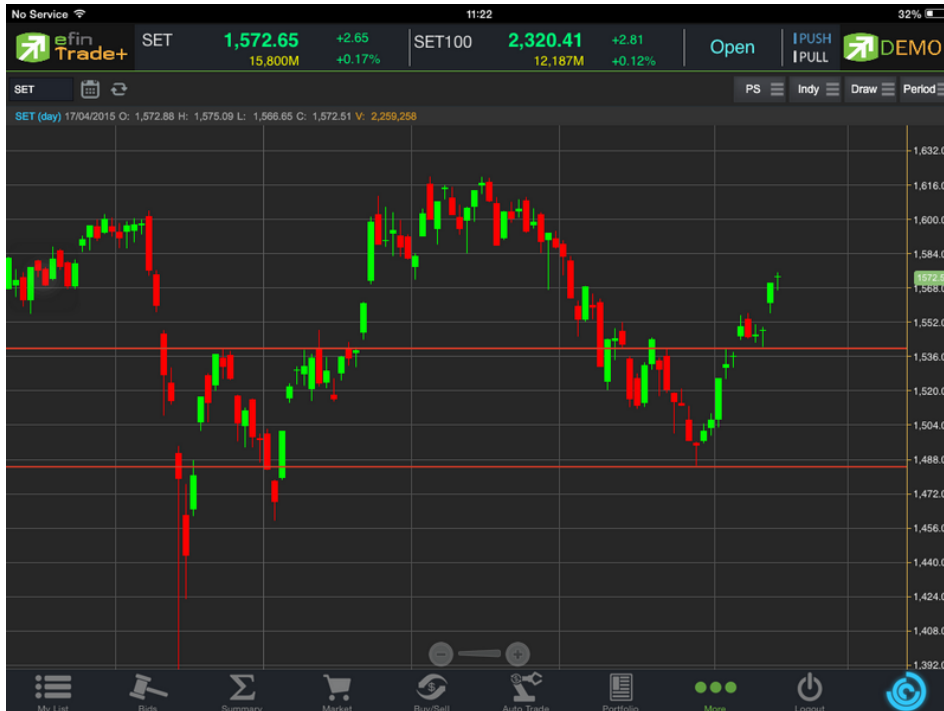 No Service 11:22 32%
efin Trade+ SET 1,572.65 +2.65 SET100 2,320.41 +2.81 Open PUSH DEMO
15,800M +0.17% 12,187M +0.12% PULL
SET PS Indy Draw Period
SET (day) 17/04/2015 O: 1,572.88 H: 1,575.09 L: 1,566.65 C: 1,572.51 V: 2,259,258
1,632.0
1,616.0
1,600.0
1,584.0
1572.5
1,568.0
1,552.0
1,536.0
1,520.0
1,504.0
1,488.0
1,472.0
1,456.0
1,440.0
1,424.0
1,408.0
1,392.0
My List Bids Summary Market Buy/Sell Auto Trade Portfolio More Logout